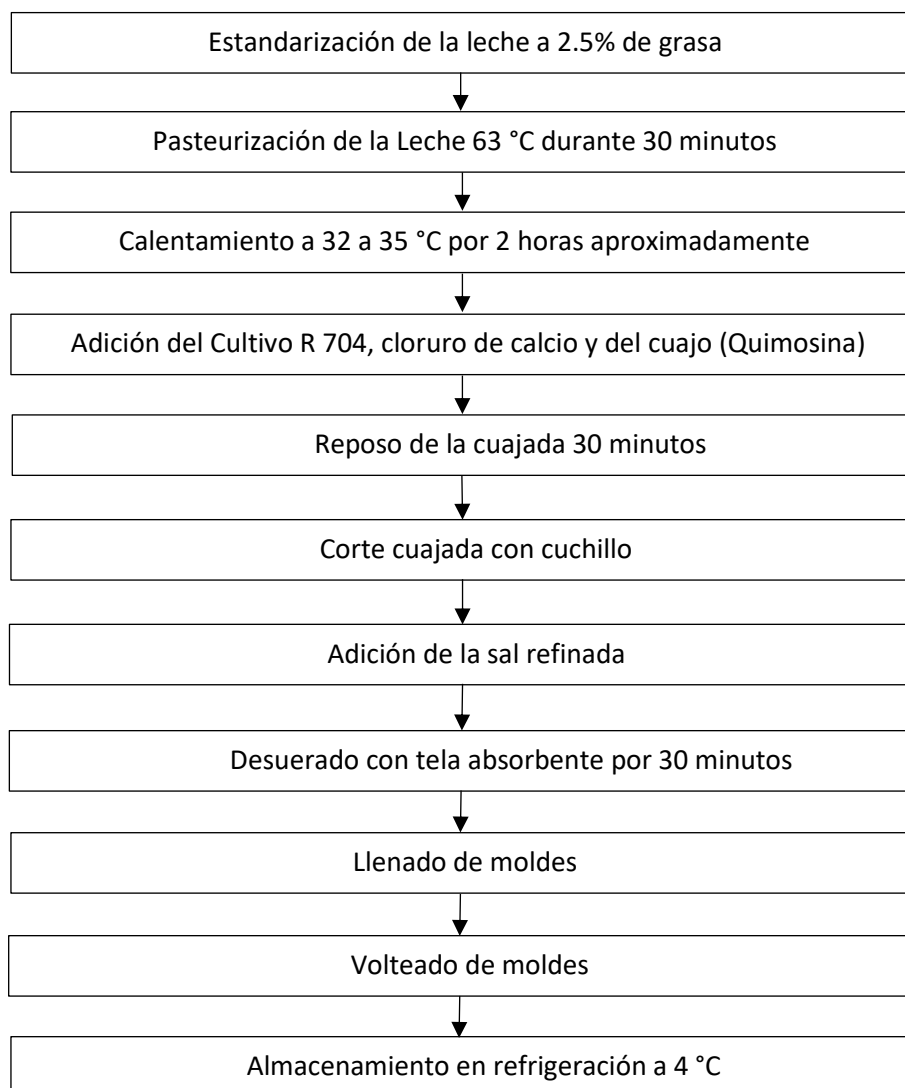 Estandarización de la leche a 2.5% de grasa
Pasteurización de la Leche 63 °C durante 30 minutos
Calentamiento a 32 a 35 °C por 2 horas aproximadamente
Adición del Cultivo R 704, cloruro de calcio y del cuajo (Quimosina)
Reposo de la cuajada 30 minutos
Corte cuajada con cuchillo
Adición de la sal refinada
Desuerado con tela absorbente por 30 minutos
Llenado de moldes
Volteado de moldes
Almacenamiento en refrigeración a 4 °C